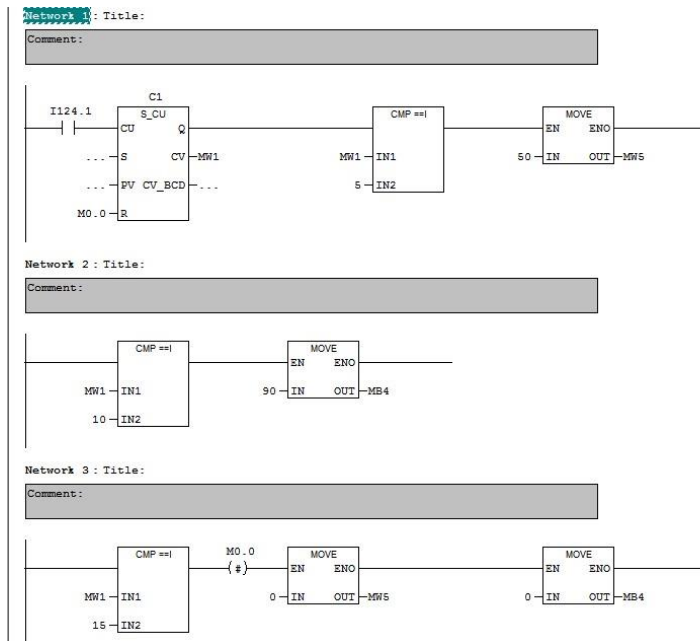 Network 1: Title:
Comment:
C1
I124.1 S_CU CMP ==I MOVE
CU Q EN ENO
... S CV MW1 MW1 IN1 50 IN OUT MW5
... PV CV_BCD ... 5 IN2
M0.0 R
Network 2 : Title:
Comment:
CMP ==I MOVE
EN ENO
MW1 IN1 90 IN OUT MB4
10 IN2
Network 3 : Title:
Comment:
CMP ==I M0.0 MOVE MOVE
(#) EN ENO EN ENO
MW1 IN1 0 IN OUT MW5 0 IN OUT MB4
15 IN2